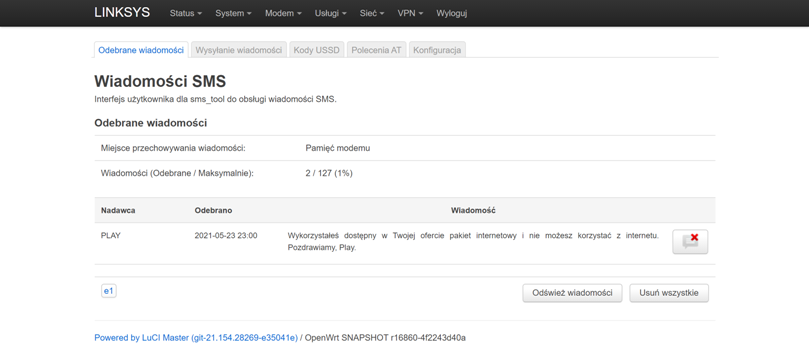 LINKSYS Status System Modem Usługi Sieć VPN Wyloguj
Odebrane wiadomości Wysyłanie wiadomości Kody USSD Polecenia AT Konfiguracja
Wiadomości SMS
Interfejs użytkownika dla sms_tool do obsługi wiadomości SMS.
Odebrane wiadomości
Miejsce przechowywania wiadomości: Pamięć modemu
Wiadomości (Odebrane / Maksymalnie): 2 / 127 (1%)
Nadawca Odebrano Wiadomość
PLAY 2021-05-23 23:00 Wykorzystałeś dostępny w Twojej ofercie pakiet internetowy i nie możesz korzystać z internetu.
Pozdrawiamy, Play.
e1 Odśwież wiadomości Usuń wszystkie
Powered by LuCI Master (git-21.154.28269-e35041e) / OpenWrt SNAPSHOT r16860-4f2243d40a